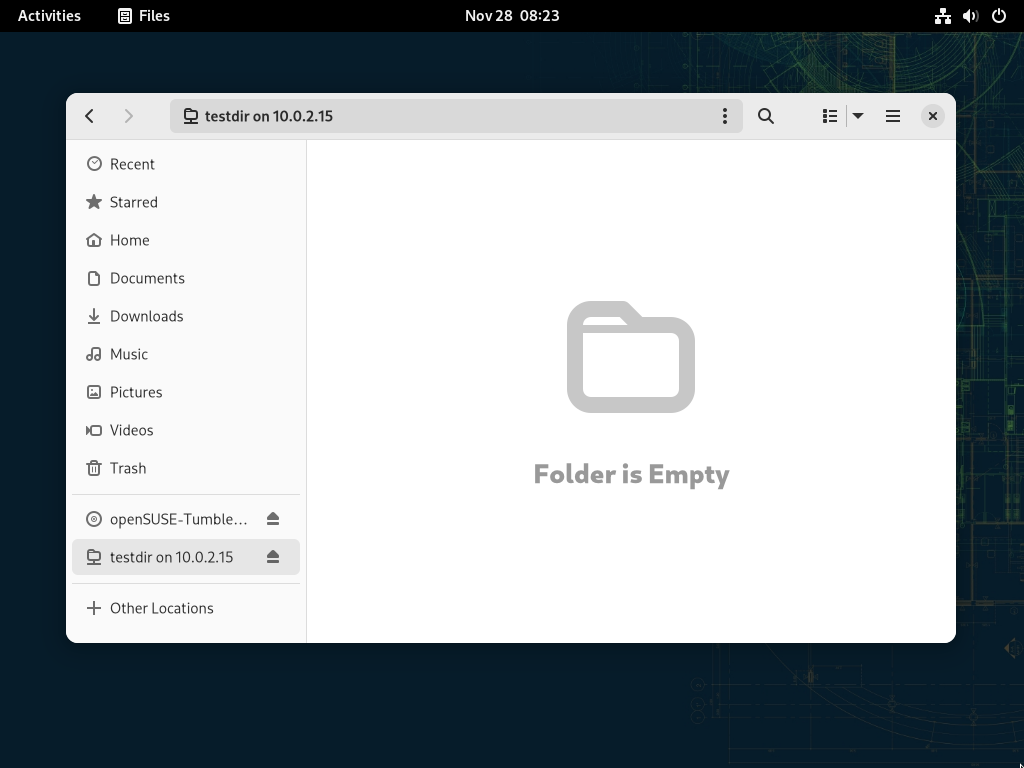 Activities
Files
Nov 28 08:23
testdir on 10.0.2.15
Recent
Starred
Home
Documents
Downloads
Music
Pictures
Videos
Trash
openSUSE-Tumble…
testdir on 10.0.2.15
Other Locations
Folder is Empty